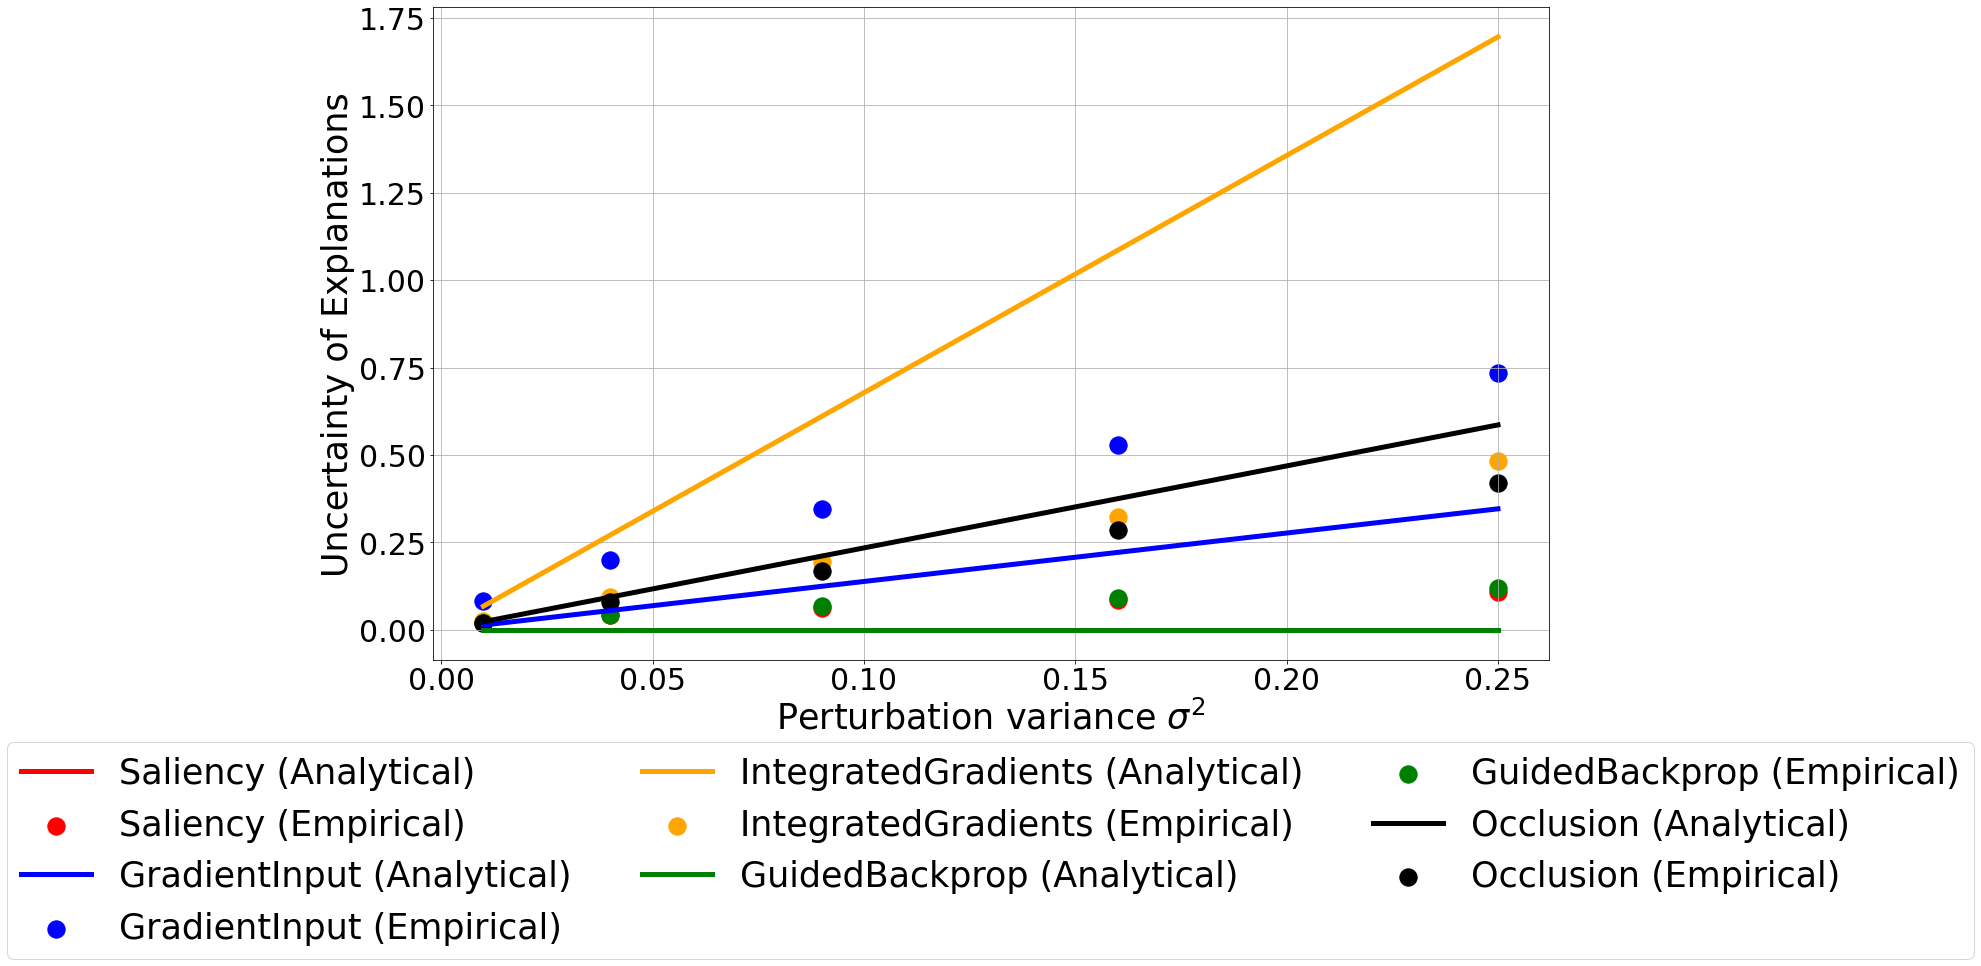 1.75
1.50
1.25
1.00
0.75
0.50
0.25
0.00
Uncertainty of Explanations
0.00 0.05 0.10 0.15 0.20 0.25
Perturbation variance σ²
Saliency (Analytical)
Saliency (Empirical)
GradientInput (Analytical)
GradientInput (Empirical)
IntegratedGradients (Analytical)
IntegratedGradients (Empirical)
GuidedBackprop (Analytical)
GuidedBackprop (Empirical)
Occlusion (Analytical)
Occlusion (Empirical)